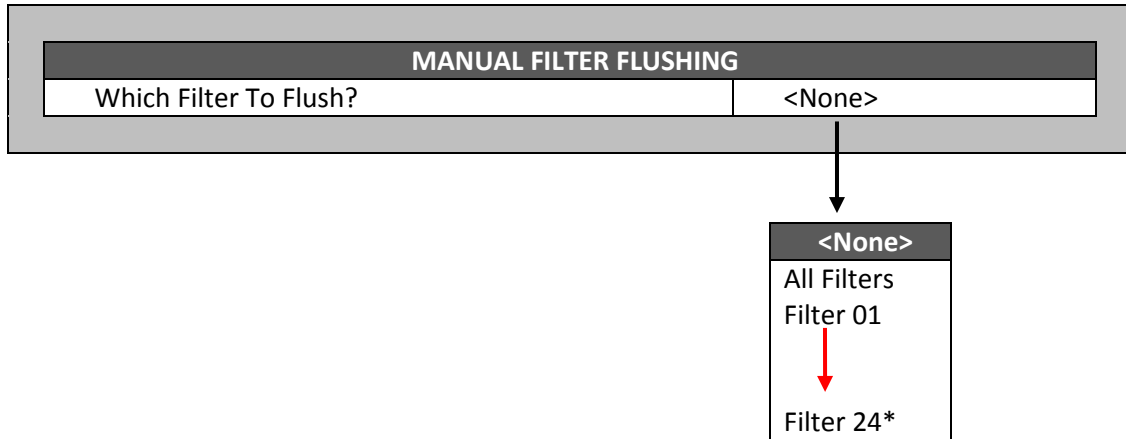 MANUAL FILTER FLUSHING
Which Filter To Flush? <None>
<None>
All Filters
Filter 01
Filter 24*